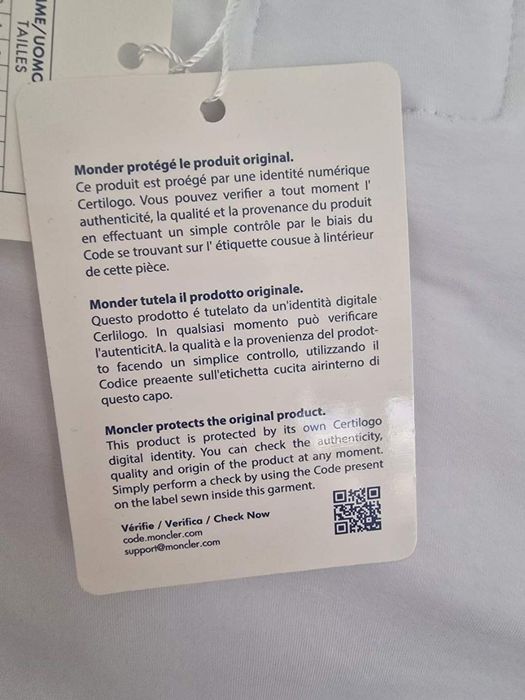 MME/UOMO
TAILLES
Monder protégé le produit original.
Ce produit est proégé par une identité numérique
Certilogo. Vous pouvez verifier a tout moment l'
authenticité, la qualité et la provenance du produit
en effectuant un simple contrôle par le biais du
Code se trouvant sur l' étiquette cousue à lintérieur
de cette pièce.
Monder tutela il prodotto originale.
Questo prodotto é tutelato da un'identità digitale
Cerlilogo. In qualsiasi momento può verificare
l'autenticitA. la qualità e la provenienza del prodot-
to facendo un simplice controllo, utilizzando il
Codice preaente sull'etichetta cucita airinterno di
questo capo.
Moncler protects the original product.
This product is protected by its own Certilogo
digital identity. You can check the authenticity,
quality and origin of the product at any moment.
Simply perform a check by using the Code present
on the label sewn inside this garment.
Vérifie / Verifica / Check Now
code.moncler.com
support@moncler.com